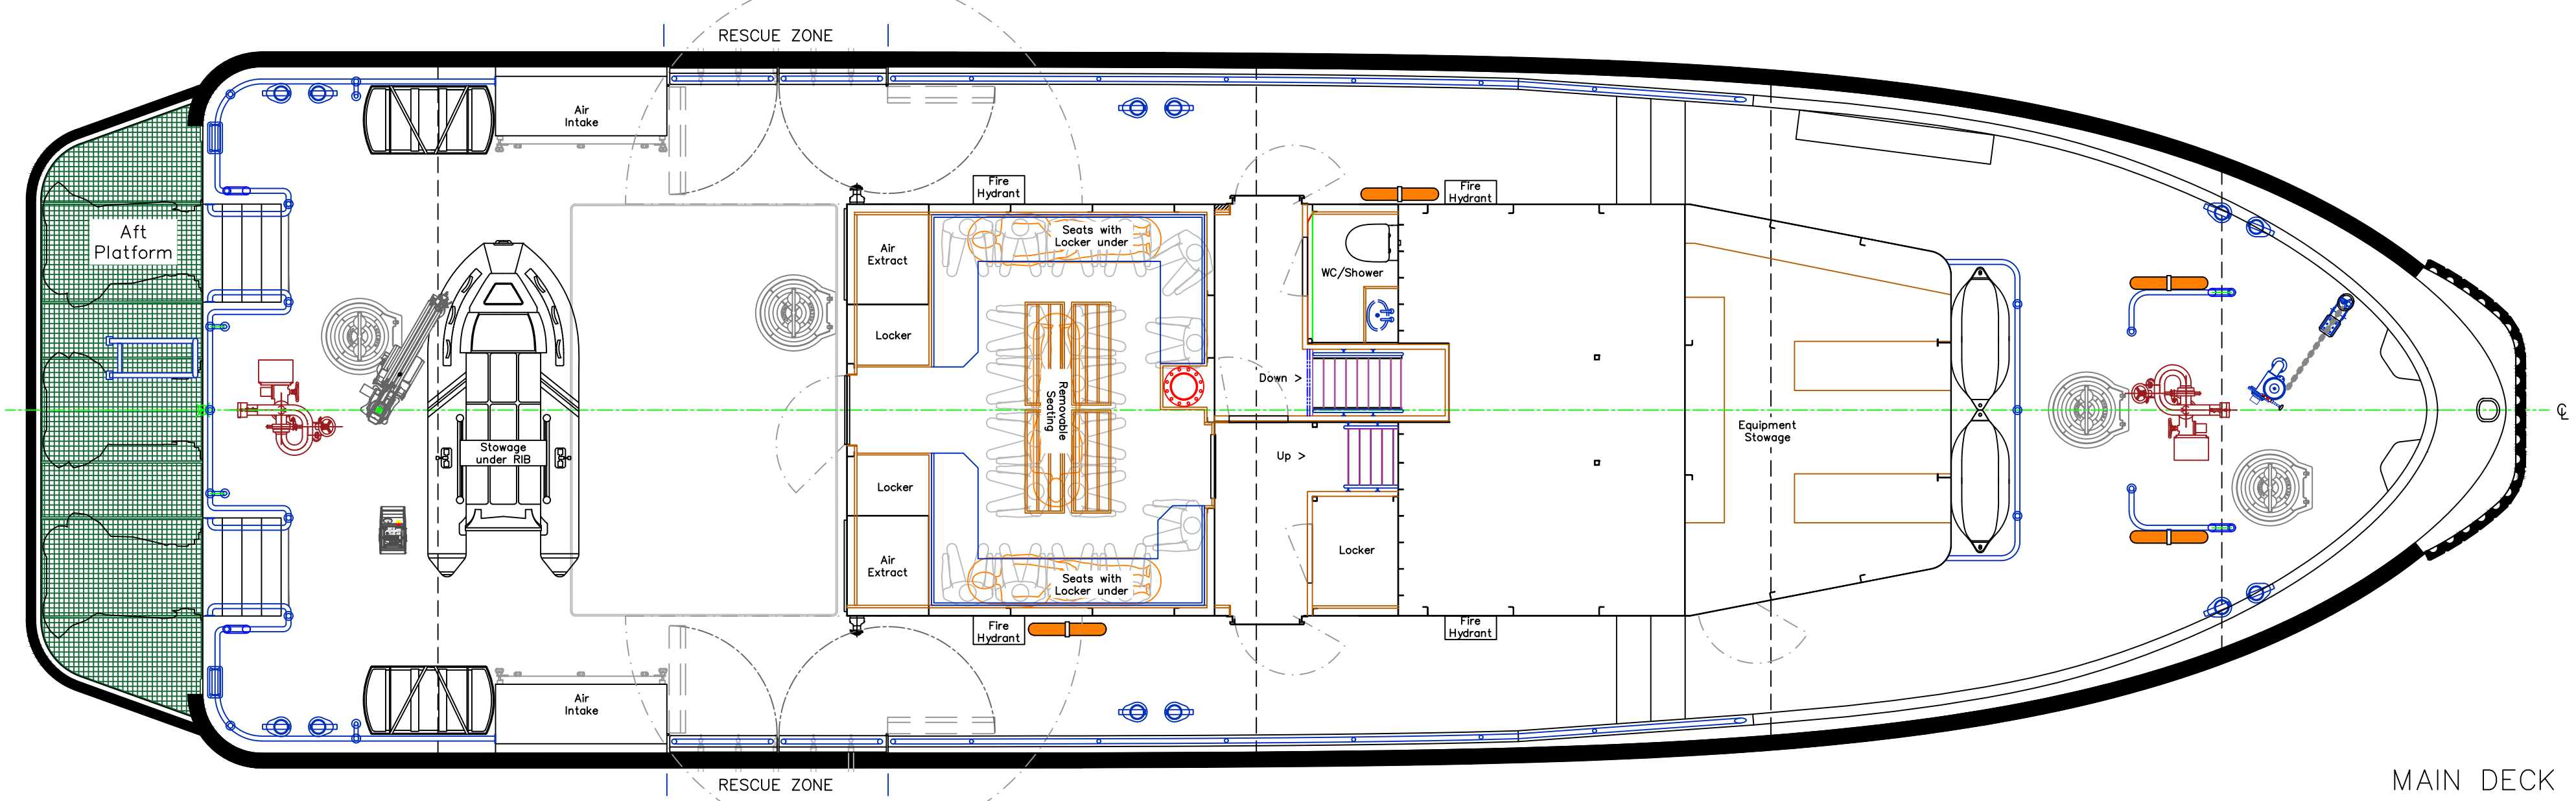 RESCUE ZONE
Air
Intake
Fire
Hydrant
Fire
Hydrant
Aft
Platform
Air
Extract
Seats with
Locker under
WC/Shower
Locker
Removable
Seating
Down >
Stowage
under RIB
Up >
Equipment
Stowage
Locker
Air
Extract
Seats with
Locker under
Locker
Fire
Hydrant
Fire
Hydrant
Air
Intake
RESCUE ZONE
MAIN DECK
℄